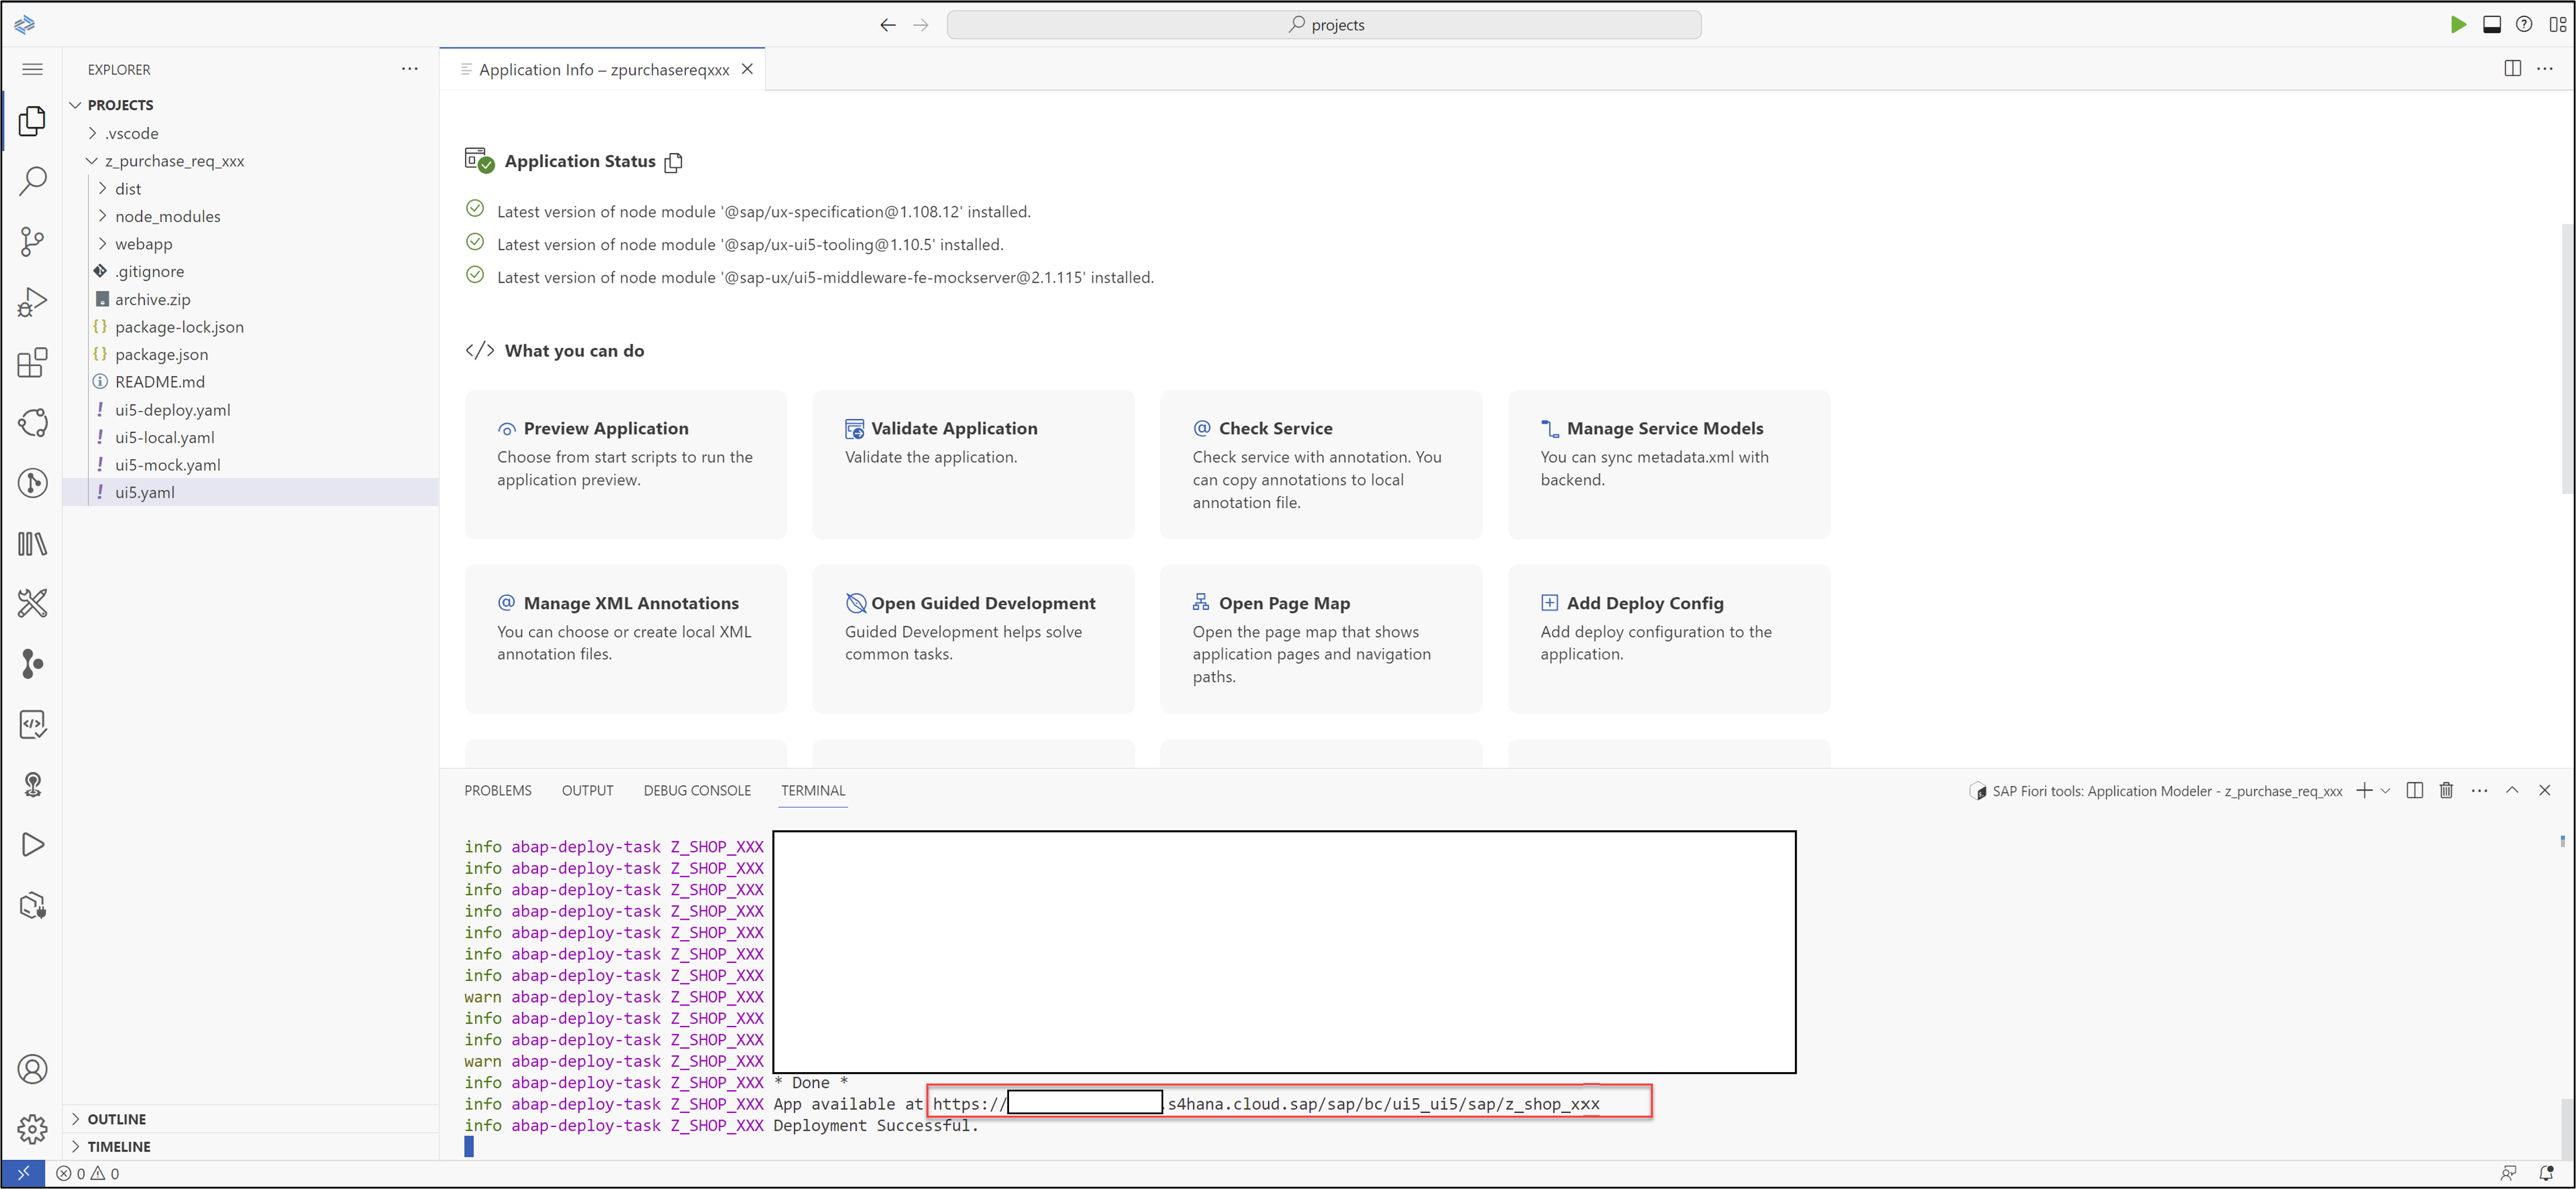 projects
EXPLORER
Application Info – zpurchasereqxxx
PROJECTS
.vscode
z_purchase_req_xxx
dist
node_modules
webapp
.gitignore
archive.zip
package-lock.json
package.json
README.md
ui5-deploy.yaml
ui5-local.yaml
ui5-mock.yaml
ui5.yaml
OUTLINE
TIMELINE
Application Status
Latest version of node module '@sap/ux-specification@1.108.12' installed.
Latest version of node module '@sap/ux-ui5-tooling@1.10.5' installed.
Latest version of node module '@sap-ux/ui5-middleware-fe-mockserver@2.1.115' installed.
</> What you can do
Preview Application
Choose from start scripts to run the
application preview.
Validate Application
Validate the application.
Check Service
Check service with annotation. You
can copy annotations to local
annotation file.
Manage Service Models
You can sync metadata.xml with
backend.
Manage XML Annotations
You can choose or create local XML
annotation files.
Open Guided Development
Guided Development helps solve
common tasks.
Open Page Map
Open the page map that shows
application pages and navigation
paths.
Add Deploy Config
Add deploy configuration to the
application.
PROBLEMS OUTPUT DEBUG CONSOLE TERMINAL
SAP Fiori tools: Application Modeler - z_purchase_req_xxx
info abap-deploy-task Z_SHOP_XXX
info abap-deploy-task Z_SHOP_XXX
info abap-deploy-task Z_SHOP_XXX
info abap-deploy-task Z_SHOP_XXX
info abap-deploy-task Z_SHOP_XXX
info abap-deploy-task Z_SHOP_XXX
info abap-deploy-task Z_SHOP_XXX
warn abap-deploy-task Z_SHOP_XXX
info abap-deploy-task Z_SHOP_XXX
info abap-deploy-task Z_SHOP_XXX
warn abap-deploy-task Z_SHOP_XXX
info abap-deploy-task Z_SHOP_XXX * Done *
info abap-deploy-task Z_SHOP_XXX App available at https:// .s4hana.cloud.sap/sap/bc/ui5_ui5/sap/z_shop_xxx
info abap-deploy-task Z_SHOP_XXX Deployment Successful.
0 0